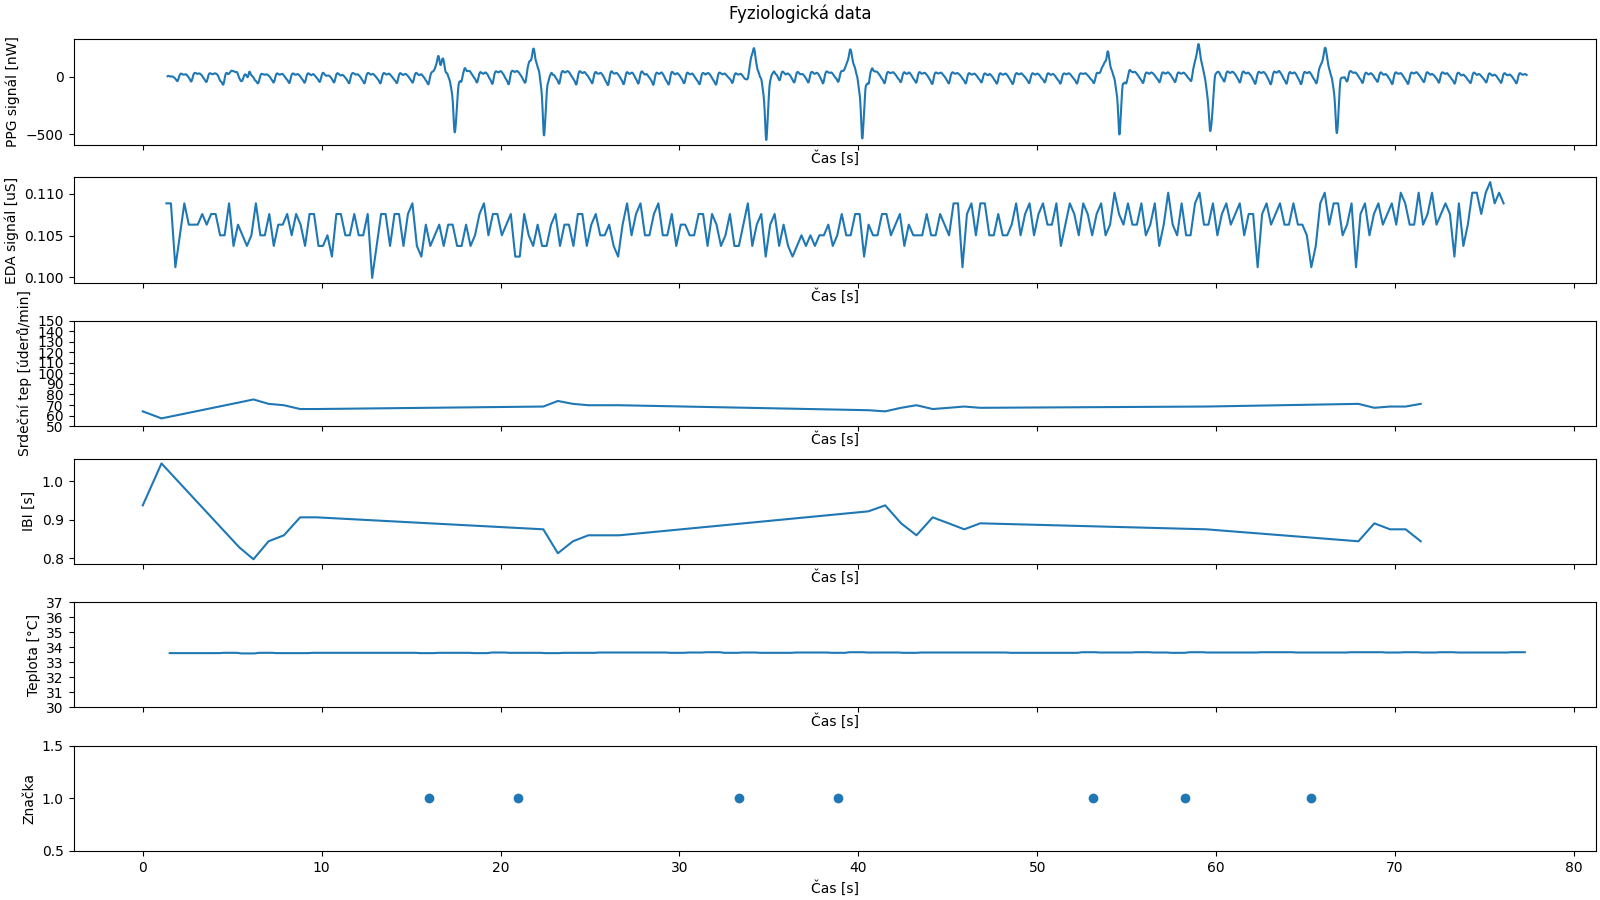 Fyziologická data
PPG signál [nW]
0
−500
Čas [s]
EDA signál [uS]
0.110
0.105
0.100
Čas [s]
Srdeční tep [úderů/min]
150
140
130
120
110
100
90
80
70
60
50
Čas [s]
IBI [s]
1.0
0.9
0.8
Čas [s]
Teplota [°C]
37
36
35
34
33
32
31
30
Čas [s]
Značka
1.5
1.0
0.5
0 10 20 30 40 50 60 70 80
Čas [s]